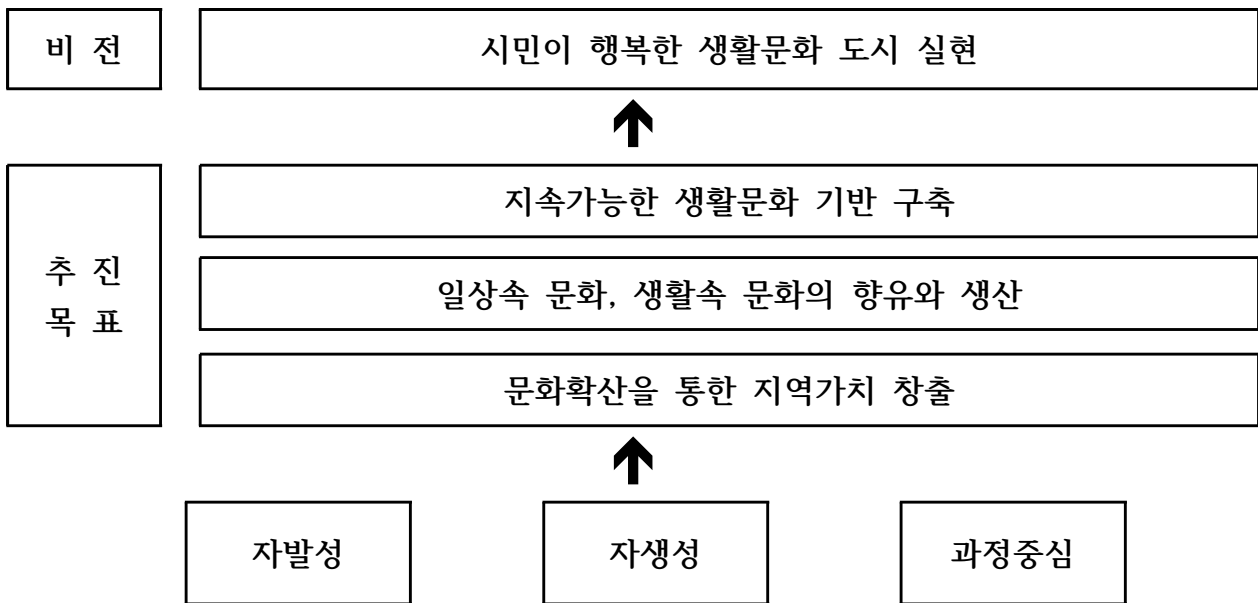 비 전
시민이 행복한 생활문화 도시 실현
추 진
목 표
지속가능한 생활문화 기반 구축
일상속 문화, 생활속 문화의 향유와 생산
문화확산을 통한 지역가치 창출
자발성
자생성
과정중심